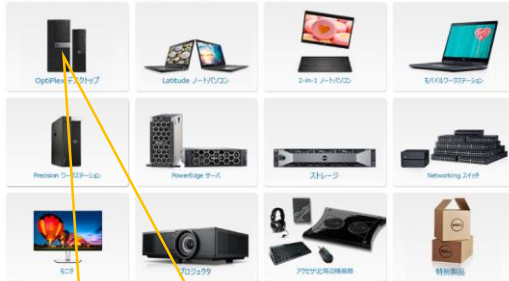 OptiPlex デスクトップ
Latitude ノートパソコン
2-in-1 ノートパソコン
モバイルワークステーション
Precision ワークステーション
PowerEdge サーバ
ストレージ
Networking スイッチ
モニタ
プロジェクタ
アクセサリと周辺機器類
特別製品